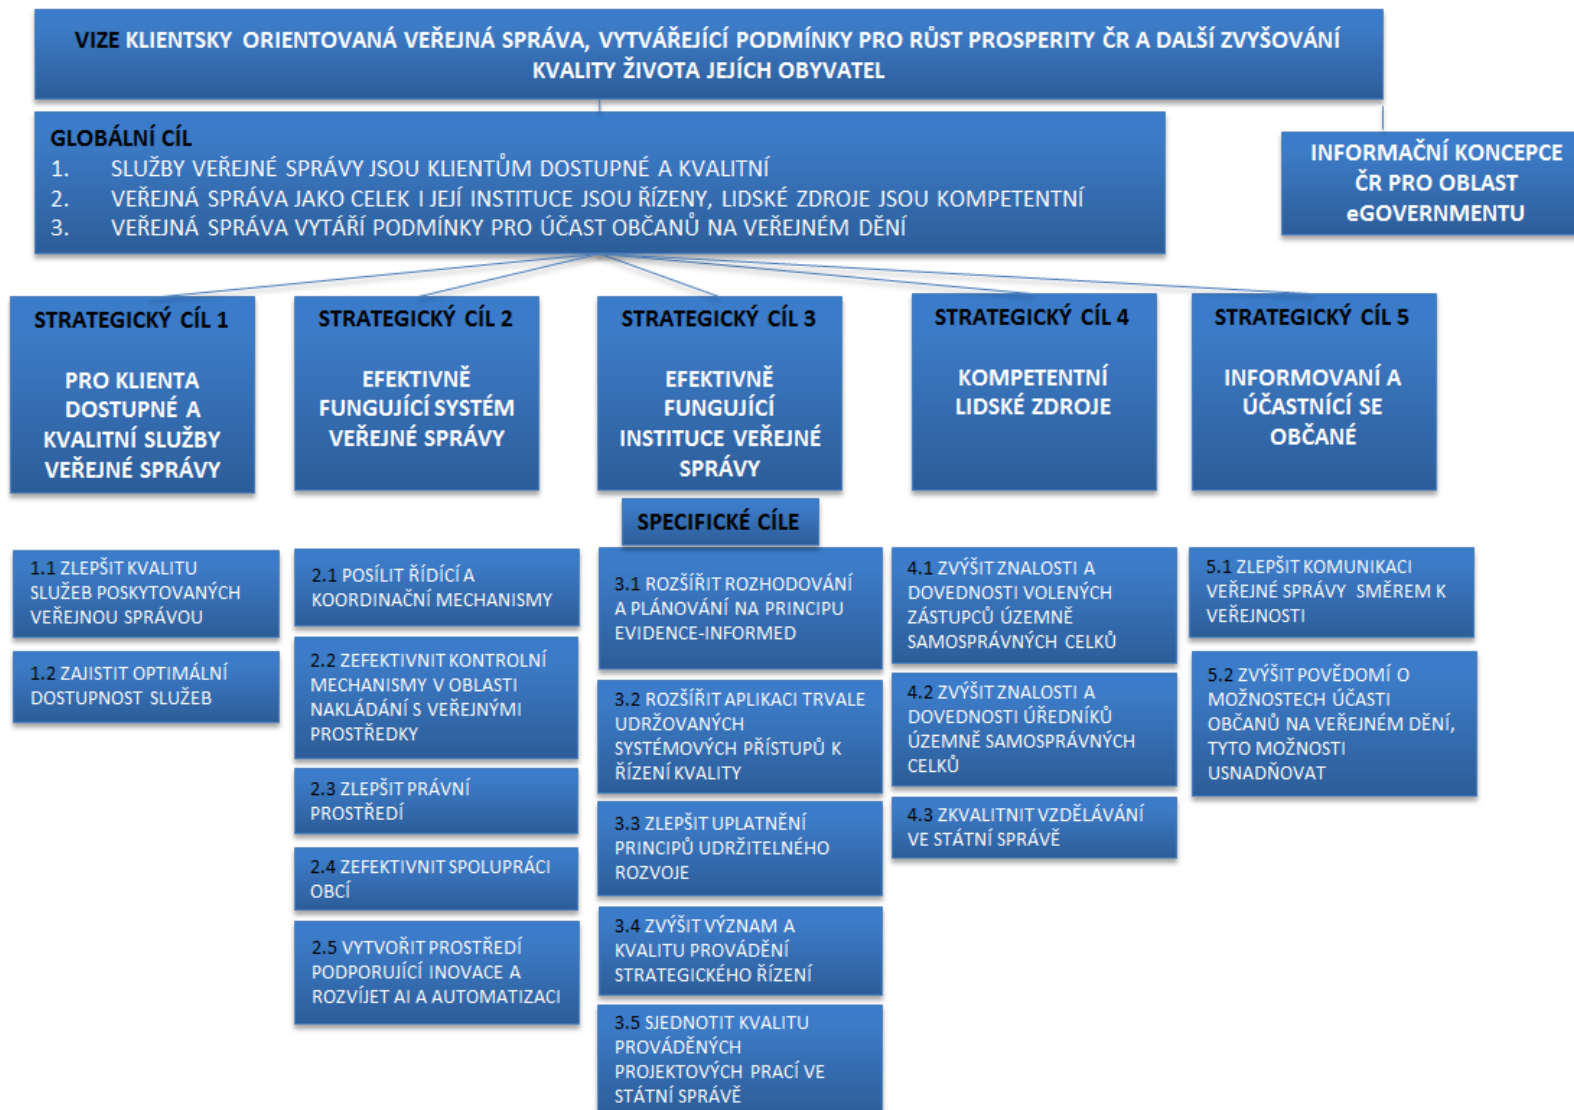 VIZE KLIENTSKY ORIENTOVANÁ VEŘEJNÁ SPRÁVA, VYTVÁŘEJÍCÍ PODMÍNKY PRO RŮST PROSPERITY ČR A DALŠÍ ZVYŠOVÁNÍ
KVALITY ŽIVOTA JEJÍCH OBYVATEL
GLOBÁLNÍ CÍL
1. SLUŽBY VEŘEJNÉ SPRÁVY JSOU KLIENTŮM DOSTUPNÉ A KVALITNÍ
2. VEŘEJNÁ SPRÁVA JAKO CELEK I JEJÍ INSTITUCE JSOU ŘÍZENY, LIDSKÉ ZDROJE JSOU KOMPETENTNÍ
3. VEŘEJNÁ SPRÁVA VYTÁŘÍ PODMÍNKY PRO ÚČAST OBČANŮ NA VEŘEJNÉM DĚNÍ
INFORMAČNÍ KONCEPCE
ČR PRO OBLAST
eGOVERNMENTU
STRATEGICKÝ CÍL 1
PRO KLIENTA
DOSTUPNÉ A
KVALITNÍ SLUŽBY
VEŘEJNÉ SPRÁVY
STRATEGICKÝ CÍL 2
EFEKTIVNĚ
FUNGUJÍCÍ SYSTÉM
VEŘEJNÉ SPRÁVY
STRATEGICKÝ CÍL 3
EFEKTIVNĚ
FUNGUJÍCÍ
INSTITUCE VEŘEJNÉ
SPRÁVY
STRATEGICKÝ CÍL 4
KOMPETENTNÍ
LIDSKÉ ZDROJE
STRATEGICKÝ CÍL 5
INFORMOVANÍ A
ÚČASTNÍCÍ SE
OBČANÉ
SPECIFICKÉ CÍLE
1.1 ZLEPŠIT KVALITU
SLUŽEB POSKYTOVANÝCH
VEŘEJNOU SPRÁVOU
1.2 ZAJISTIT OPTIMÁLNÍ
DOSTUPNOST SLUŽEB
2.1 POSÍLIT ŘÍDÍCÍ A
KOORDINAČNÍ MECHANISMY
2.2 ZEFEKTIVNIT KONTROLNÍ
MECHANISMY V OBLASTI
NAKLÁDÁNÍ S VEŘEJNÝMI
PROSTŘEDKY
2.3 ZLEPŠIT PRÁVNÍ
PROSTŘEDÍ
2.4 ZEFEKTIVNIT SPOLUPRÁCI
OBCÍ
2.5 VYTVOŘIT PROSTŘEDÍ
PODPORUJÍCÍ INOVACE A
ROZVÍJET AI A AUTOMATIZACI
3.1 ROZŠÍŘIT ROZHODOVÁNÍ
A PLÁNOVÁNÍ NA PRINCIPU
EVIDENCE-INFORMED
3.2 ROZŠÍŘIT APLIKACI TRVALE
UDRŽOVANÝCH
SYSTÉMOVÝCH PŘÍSTUPŮ K
ŘÍZENÍ KVALITY
3.3 ZLEPŠIT UPLATNĚNÍ
PRINCIPŮ UDRŽITELNÉHO
ROZVOJE
3.4 ZVÝŠIT VÝZNAM A
KVALITU PROVÁDĚNÍ
STRATEGICKÉHO ŘÍZENÍ
3.5 SJEDNOTIT KVALITU
PROVÁDĚNÝCH
PROJEKTOVÝCH PRACÍ VE
STÁTNÍ SPRÁVĚ
4.1 ZVÝŠIT ZNALOSTI A
DOVEDNOSTI VOLENÝCH
ZÁSTUPCŮ ÚZEMNĚ
SAMOSPRÁVNÝCH CELKŮ
4.2 ZVÝŠIT ZNALOSTI A
DOVEDNOSTI ÚŘEDNÍKŮ
ÚZEMNĚ SAMOSPRÁVNÝCH
CELKŮ
4.3 ZKVALITNIT VZDĚLÁVÁNÍ
VE STÁTNÍ SPRÁVĚ
5.1 ZLEPŠIT KOMUNIKACI
VEŘEJNÉ SPRÁVY SMĚREM K
VEŘEJNOSTI
5.2 ZVÝŠIT POVĚDOMÍ O
MOŽNOSTECH ÚČASTI
OBČANŮ NA VEŘEJNÉM DĚNÍ,
TYTO MOŽNOSTI
USNADŇOVAT